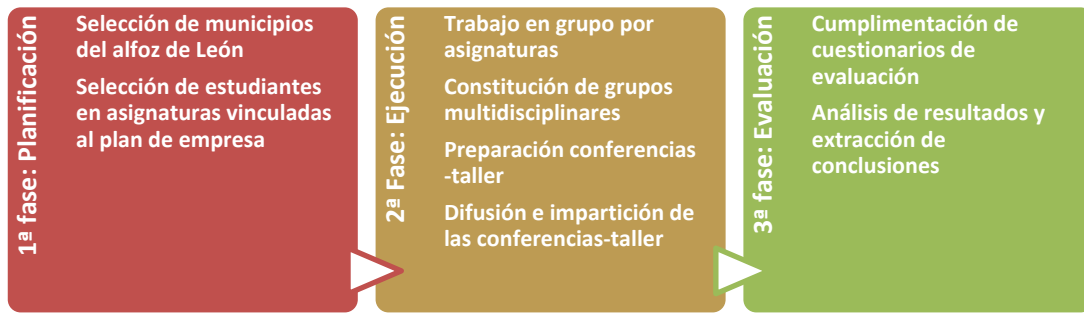 1ª fase: Planificación
Selección de municipios
del alfoz de León
Selección de estudiantes
en asignaturas vinculadas
al plan de empresa
2ª Fase: Ejecución
Trabajo en grupo por
asignaturas
Constitución de grupos
multidisciplinares
Preparación conferencias
-taller
Difusión e impartición de
las conferencias-taller
3ª fase: Evaluación
Cumplimentación de
cuestionarios de
evaluación
Análisis de resultados y
extracción de
conclusiones